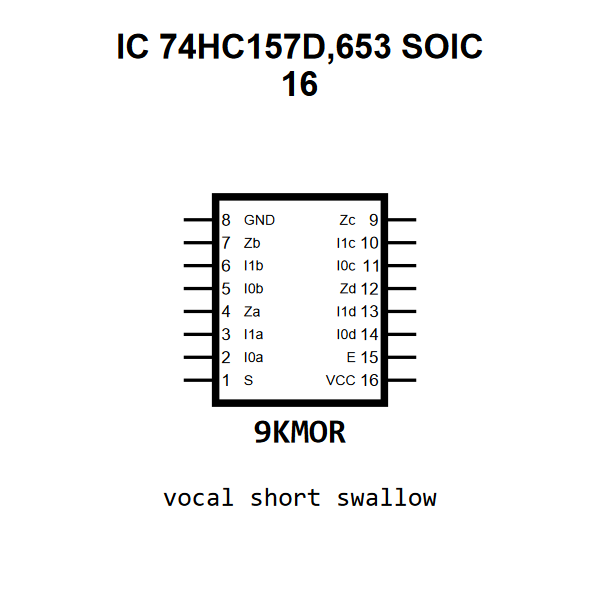 IC 74HC157D,653 SOIC
16
8 GND Zc 9
7 Zb I1c 10
6 I1b I0c 11
5 I0b Zd 12
4 Za I1d 13
3 I1a I0d 14
2 I0a E 15
1 S VCC 16
9KMOR
vocal short swallow